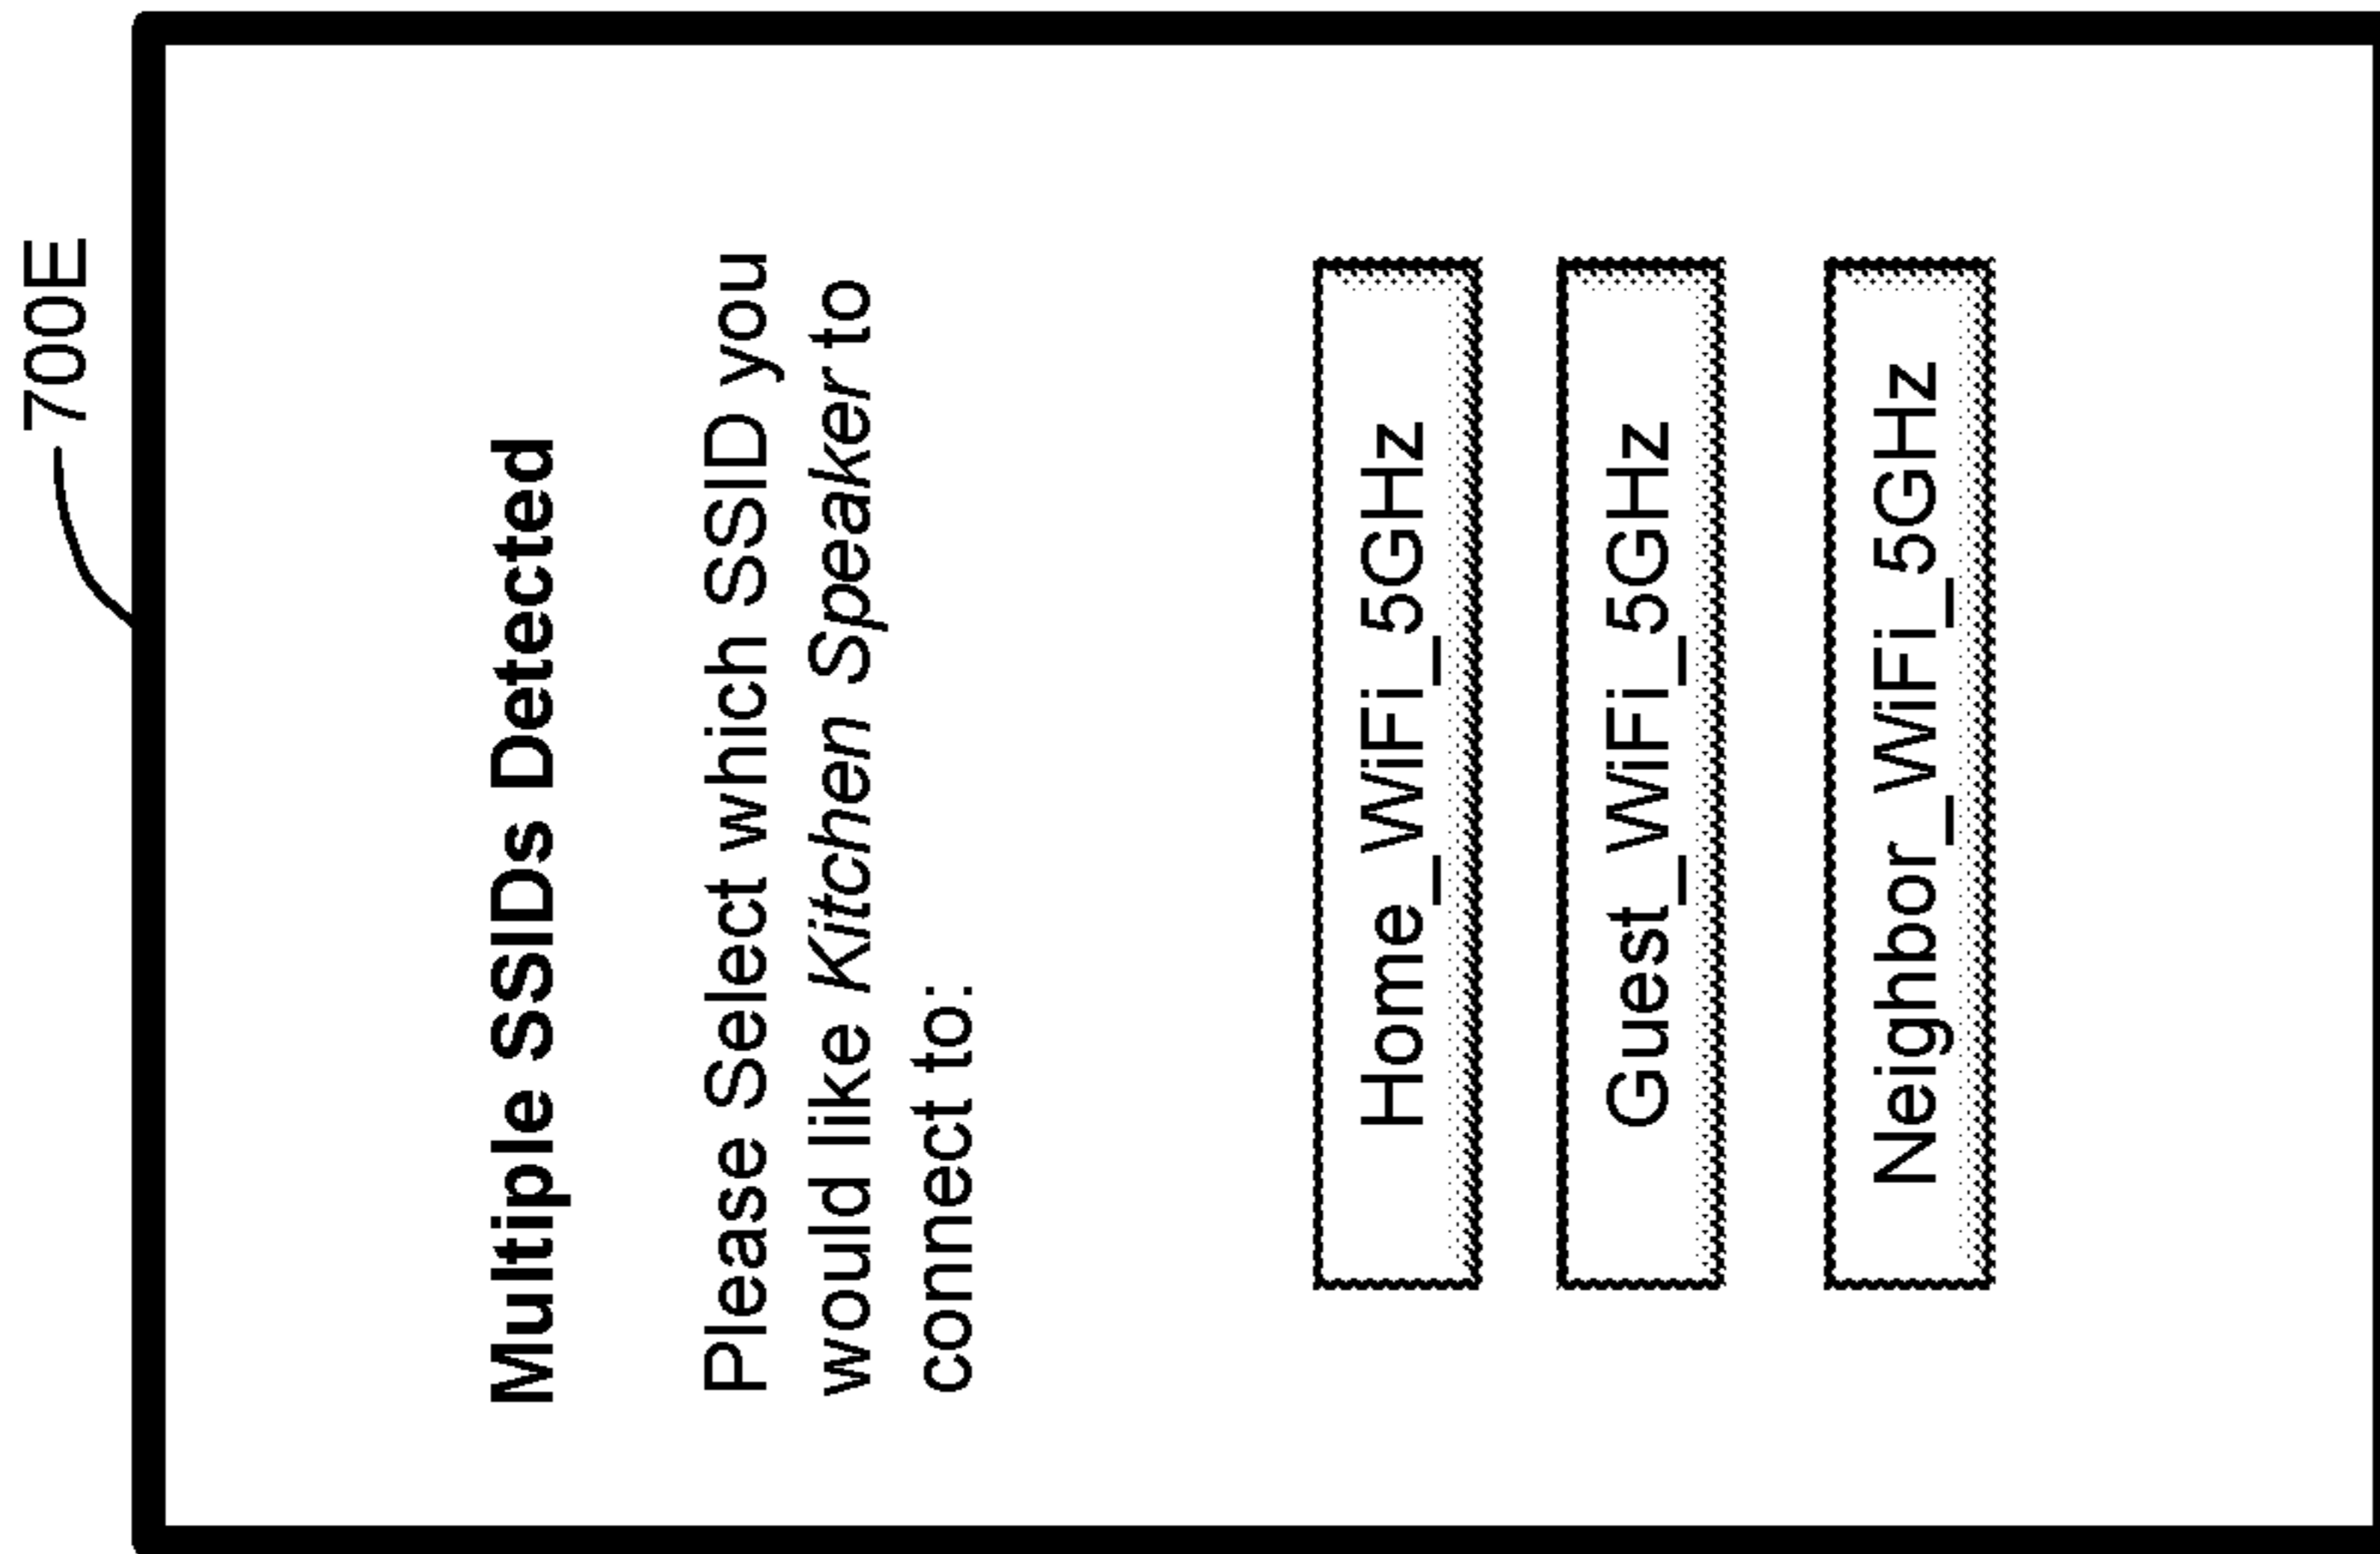 700E
Multiple SSIDs Detected
Please Select which SSID you
would like Kitchen Speaker to
connect to:
Home_WiFi_5GHz
Guest_WiFi_5GHz
Neighbor_WiFi_5GHz